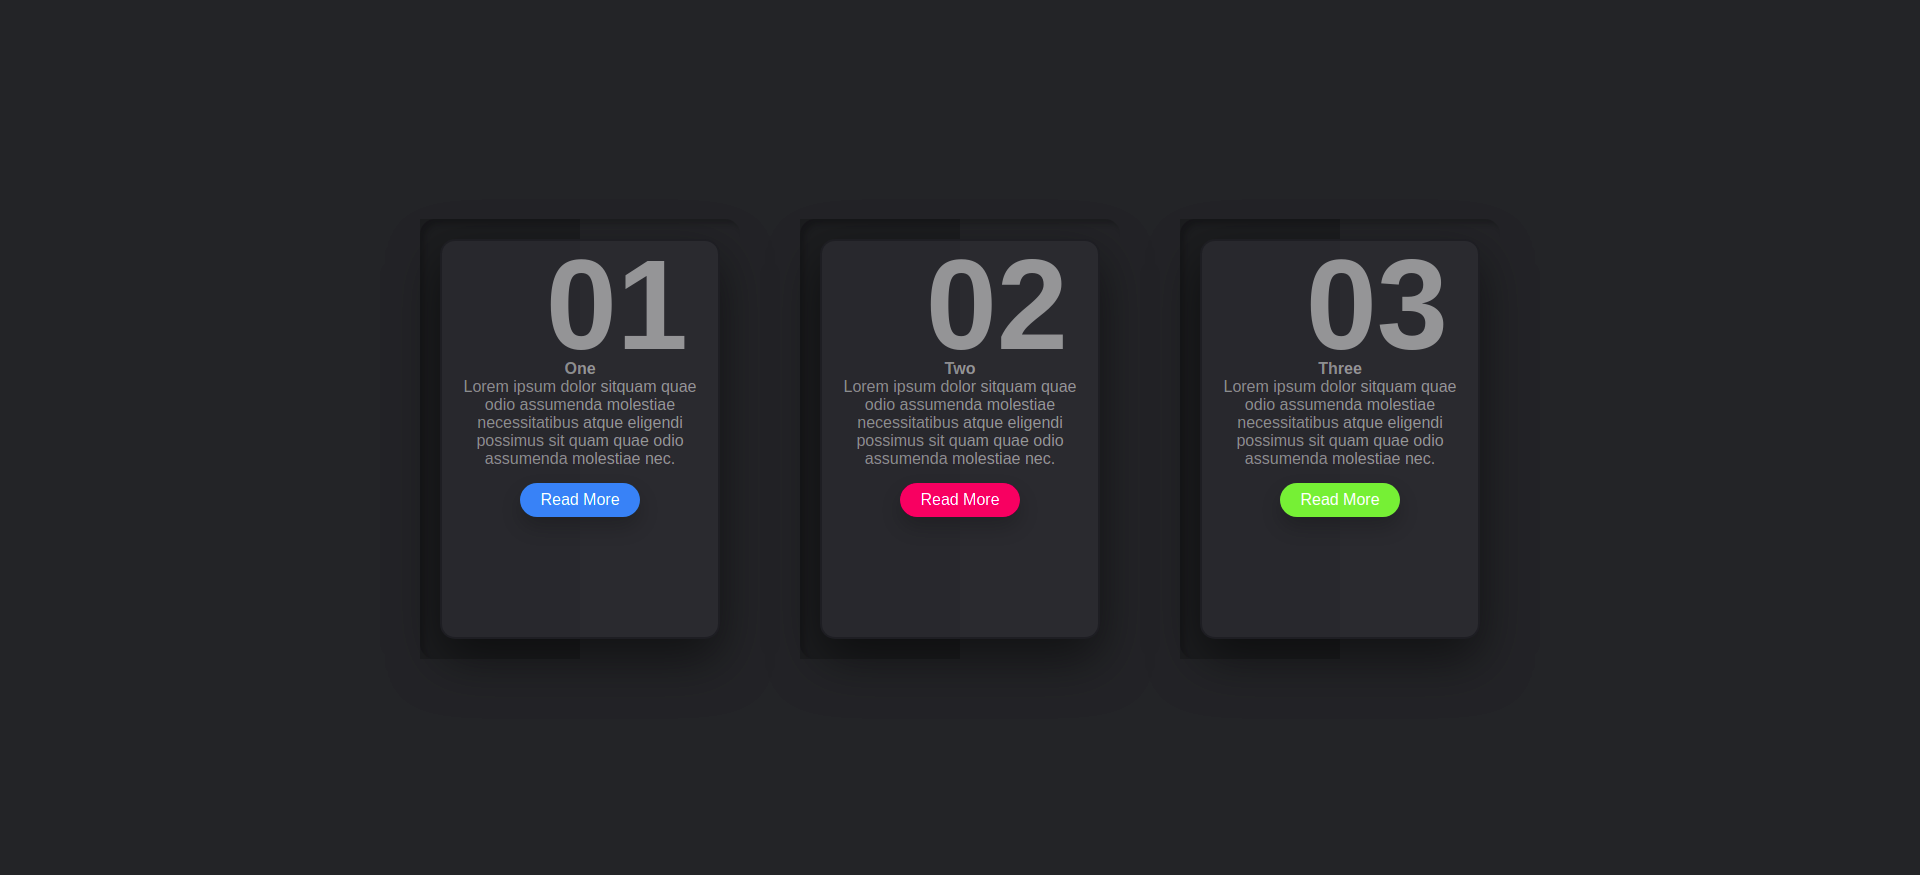 01
One
Lorem ipsum dolor sitquam quae
odio assumenda molestiae
necessitatibus atque eligendi
possimus sit quam quae odio
assumenda molestiae nec.
Read More
02
Two
Lorem ipsum dolor sitquam quae
odio assumenda molestiae
necessitatibus atque eligendi
possimus sit quam quae odio
assumenda molestiae nec.
Read More
03
Three
Lorem ipsum dolor sitquam quae
odio assumenda molestiae
necessitatibus atque eligendi
possimus sit quam quae odio
assumenda molestiae nec.
Read More